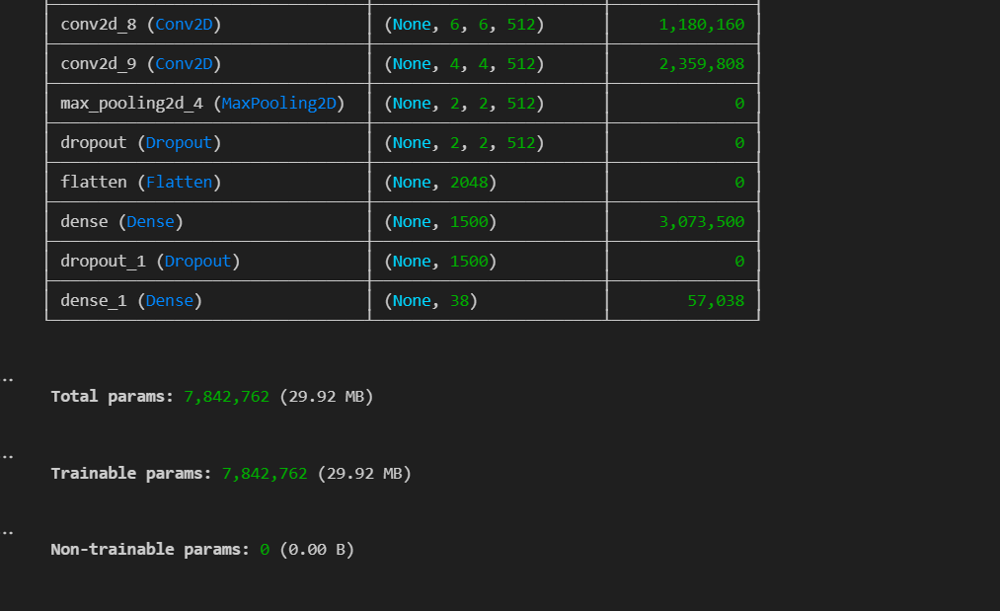 conv2d_8 (Conv2D) (None, 6, 6, 512) 1,180,160
conv2d_9 (Conv2D) (None, 4, 4, 512) 2,359,808
max_pooling2d_4 (MaxPooling2D) (None, 2, 2, 512) 0
dropout (Dropout) (None, 2, 2, 512) 0
flatten (Flatten) (None, 2048) 0
dense (Dense) (None, 1500) 3,073,500
dropout_1 (Dropout) (None, 1500) 0
dense_1 (Dense) (None, 38) 57,038
..
Total params: 7,842,762 (29.92 MB)
..
Trainable params: 7,842,762 (29.92 MB)
..
Non-trainable params: 0 (0.00 B)